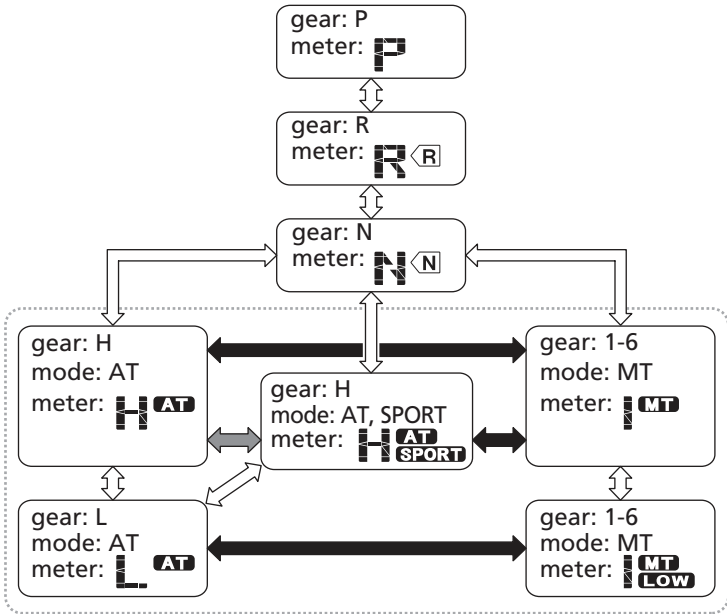 gear: P
meter: P
gear: R
meter: R R
gear: N
meter: N N
gear: H
mode: AT
meter: H AT
gear: H
mode: AT, SPORT
meter: H AT
SPORT
gear: 1-6
mode: MT
meter: 1 MT
gear: L
mode: AT
meter: L AT
gear: 1-6
mode: MT
meter: 1 MT
LOW